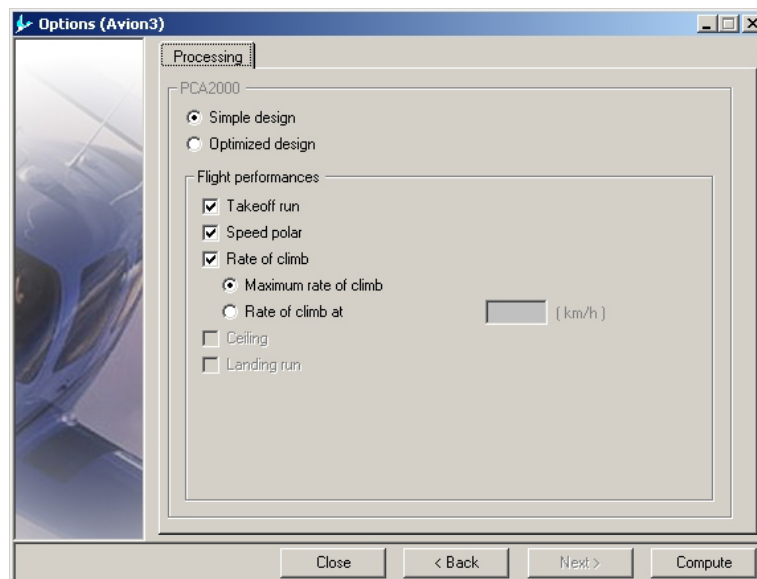 Options (Avion3)
Processing
PCA2000
Simple design
Optimized design
Flight performances
Takeoff run
Speed polar
Rate of climb
Maximum rate of climb
Rate of climb at ( km/h )
Ceiling
Landing run
Close < Back Next > Compute